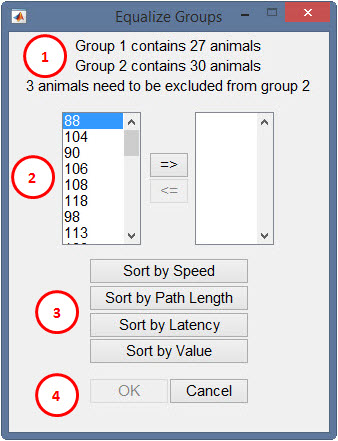 Equalize Groups
1
Group 1 contains 27 animals
Group 2 contains 30 animals
3 animals need to be excluded from group 2
2
88
104
90
106
108
118
98
113
=>
<=
3
Sort by Speed
Sort by Path Length
Sort by Latency
Sort by Value
4
OK
Cancel